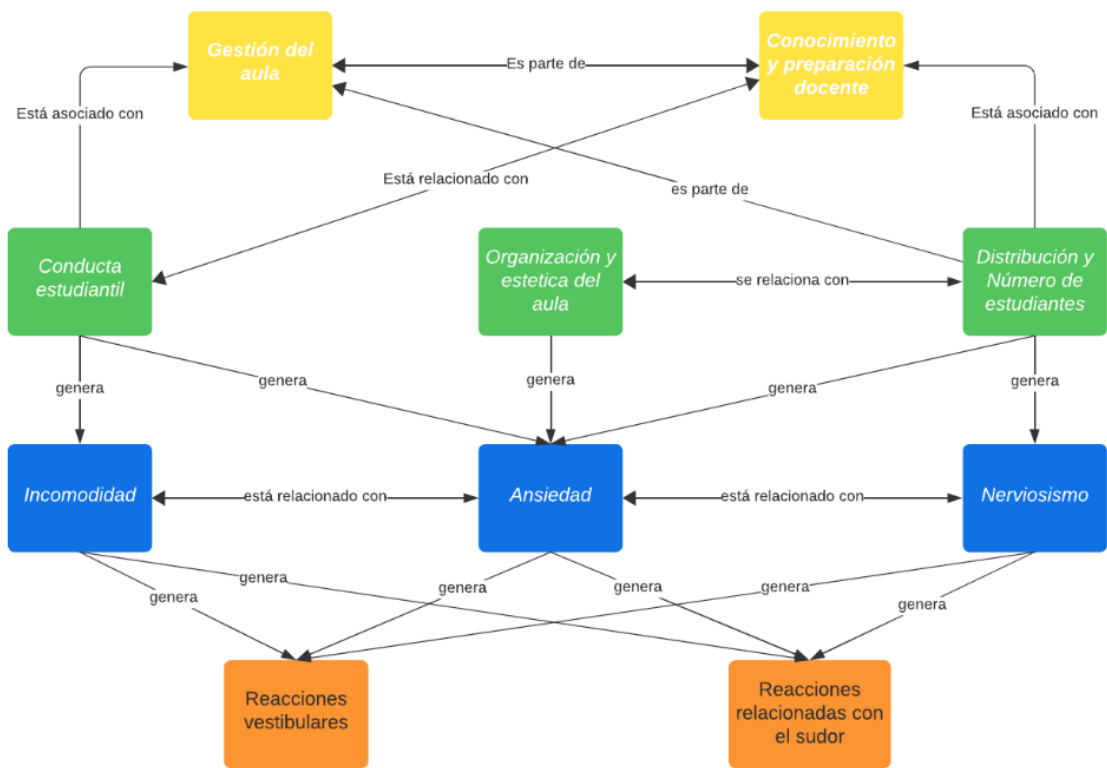 Gestión del
aula
Es parte de
Conocimiento
y preparación
docente
Está asociado con
Está asociado con
Está relacionado con
es parte de
Conducta
estudiantil
Organización y
estetica del
aula
se relaciona con
Distribución y
Número de
estudiantes
genera
genera
genera
genera
genera
Incomodidad
está relacionado con
Ansiedad
está relacionado con
Nerviosismo
genera
genera
genera
genera
genera
genera
Reacciones
vestibulares
Reacciones
relacionadas con
el sudor